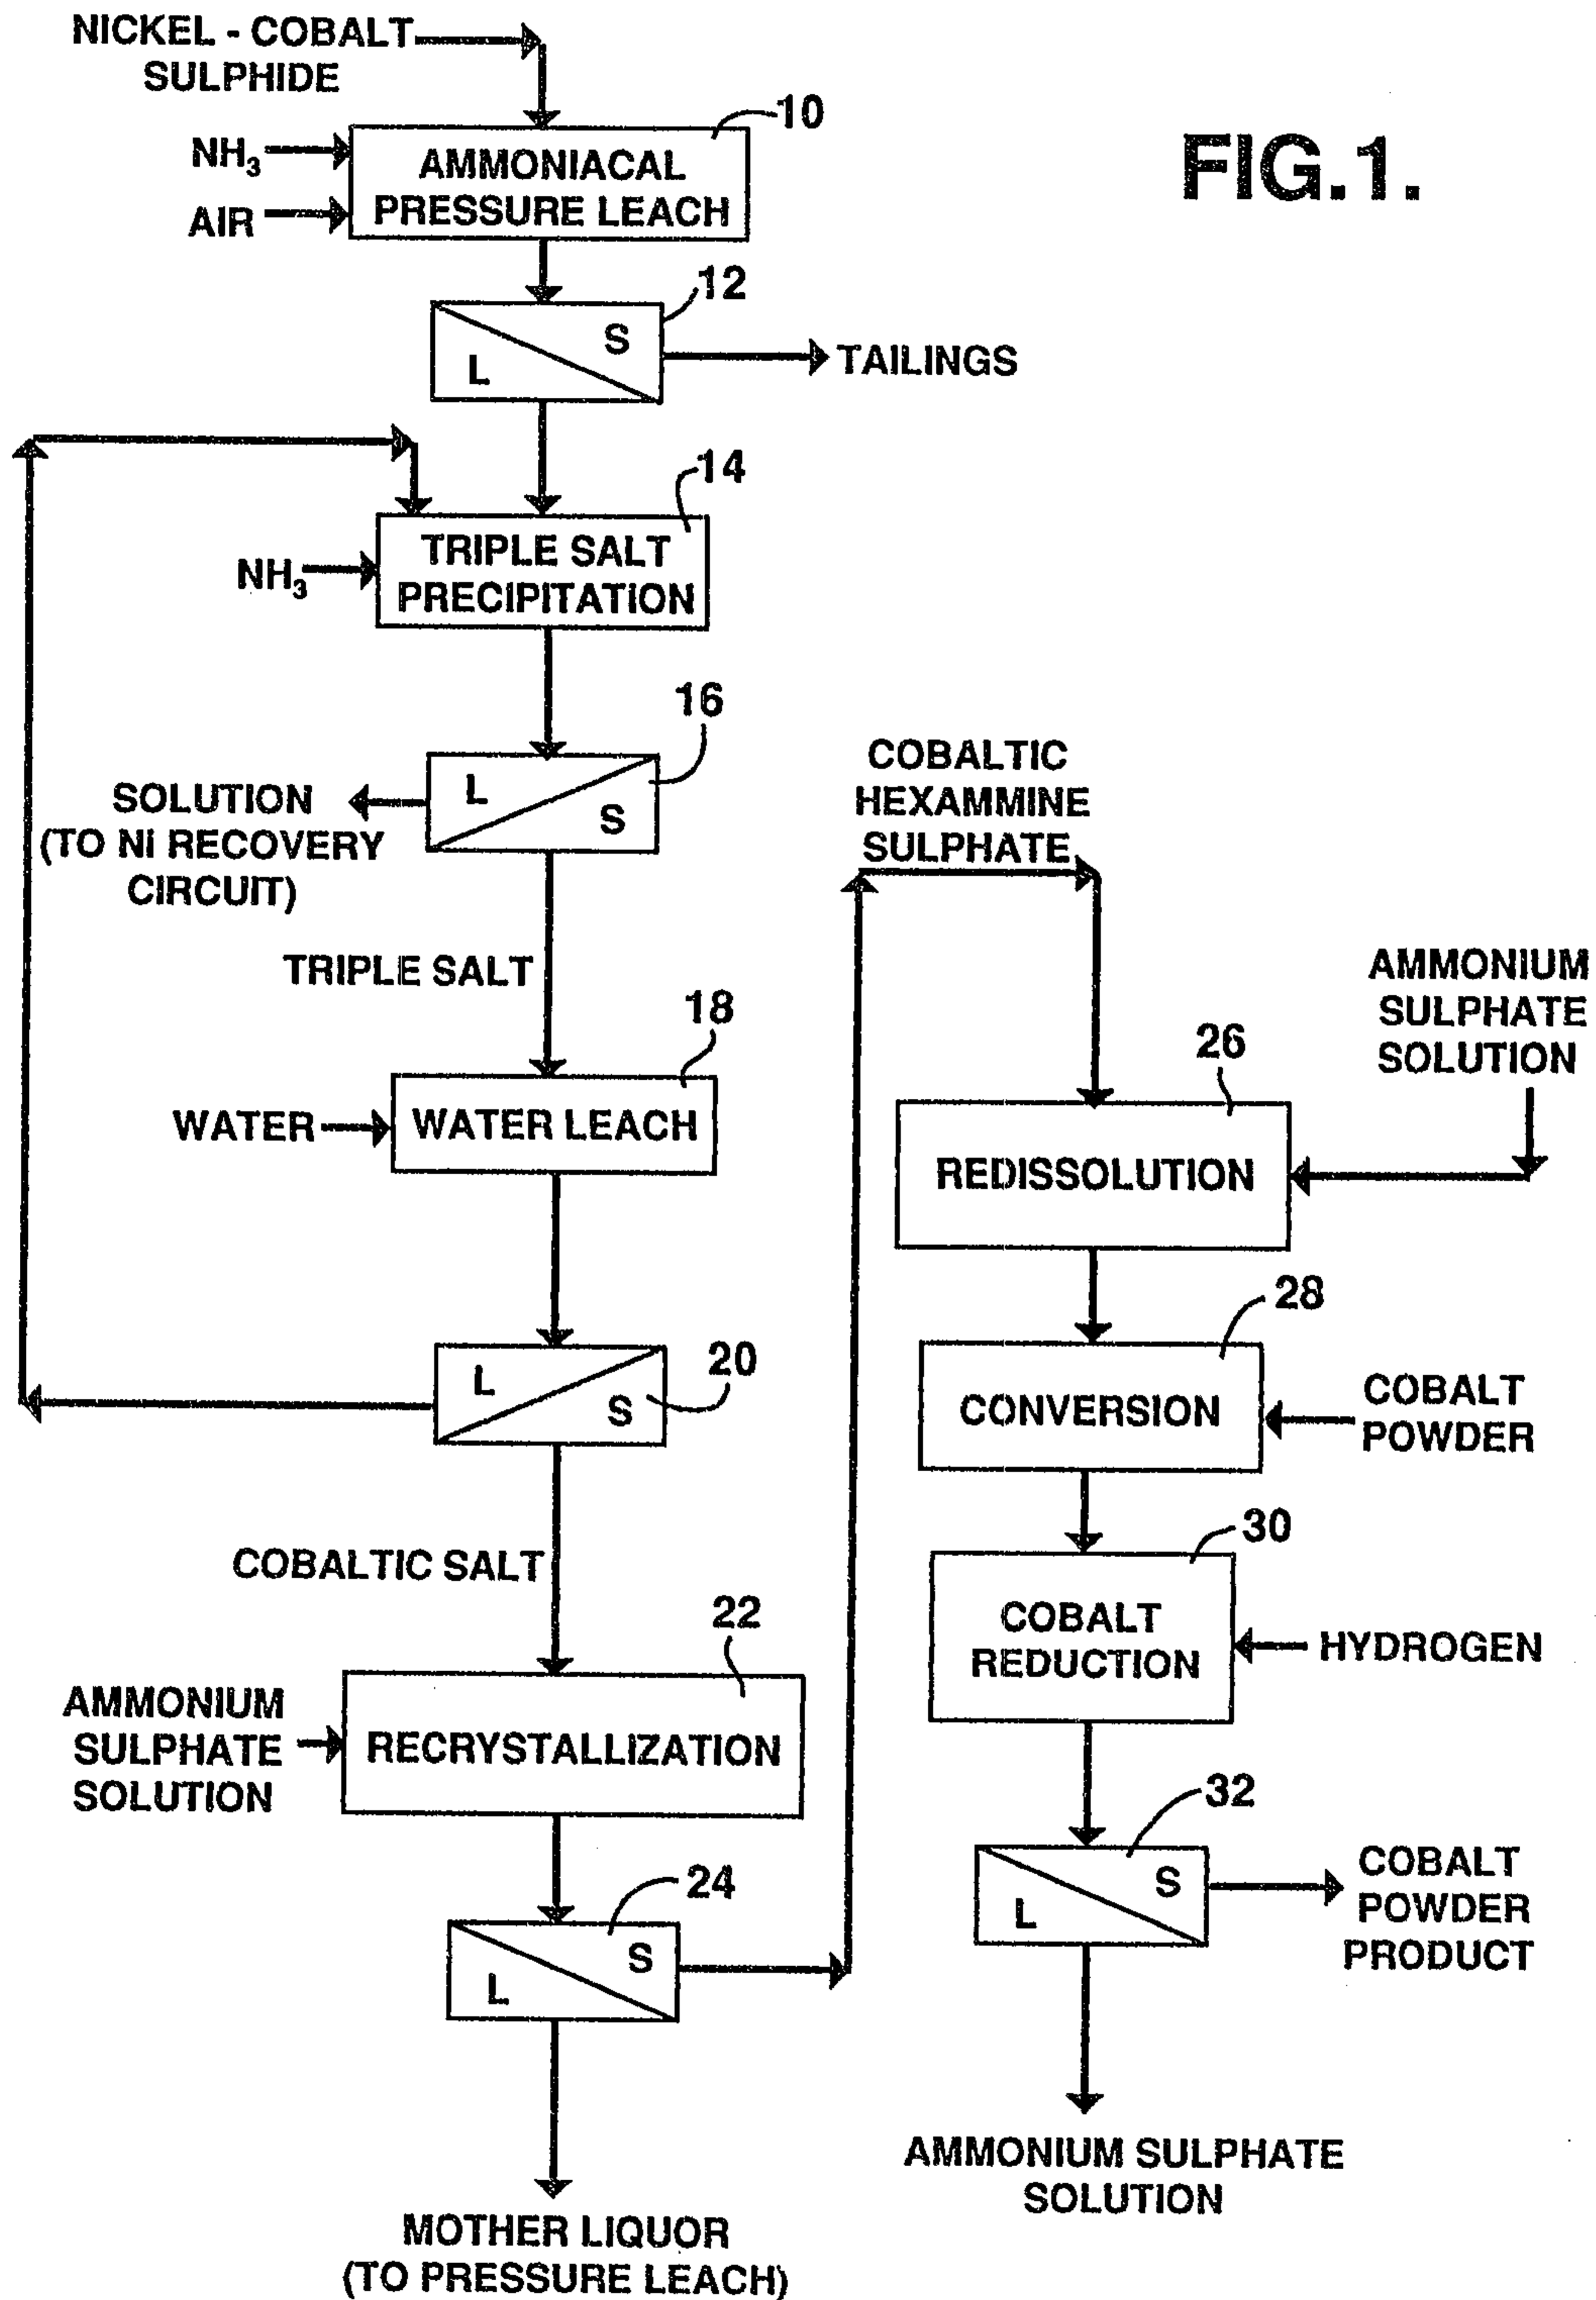 FIG.1.
NICKEL - COBALT
SULPHIDE
10
NH₃
AIR
AMMONIACAL
PRESSURE LEACH
12
S
L
TAILINGS
14
NH₃
TRIPLE SALT
PRECIPITATION
16
L
S
SOLUTION
(TO NI RECOVERY
CIRCUIT)
TRIPLE SALT
18
WATER
WATER LEACH
20
L
S
COBALTIC SALT
22
AMMONIUM
SULPHATE
SOLUTION
RECRYSTALLIZATION
24
S
L
MOTHER LIQUOR
(TO PRESSURE LEACH)
COBALTIC
HEXAMMINE
SULPHATE
AMMONIUM
SULPHATE
SOLUTION
26
REDISSOLUTION
28
CONVERSION
COBALT
POWDER
30
COBALT
REDUCTION
HYDROGEN
32
S
L
COBALT
POWDER
PRODUCT
AMMONIUM SULPHATE
SOLUTION